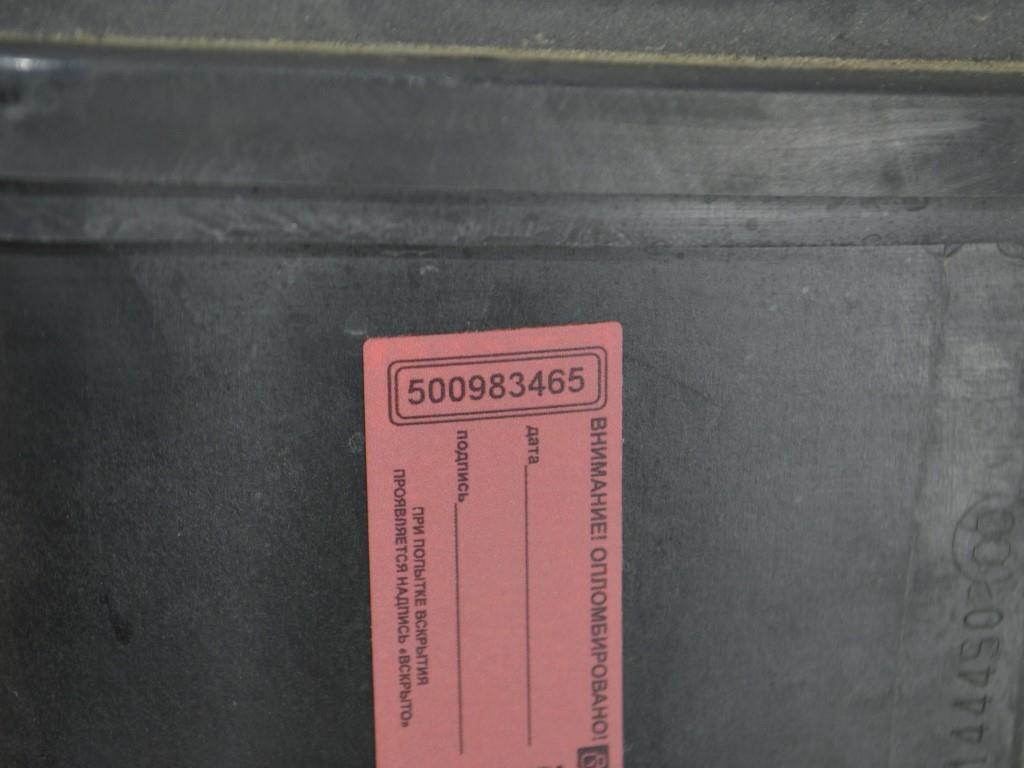 500983465
ВНИМАНИЕ! ОПЛОМБИРОВАНО!
дата
подпись
ПРИ ПОПЫТКЕ ВСКРЫТИЯ
ПРОЯВЛЯЕТСЯ НАДПИСЬ «ВСКРЫТО»